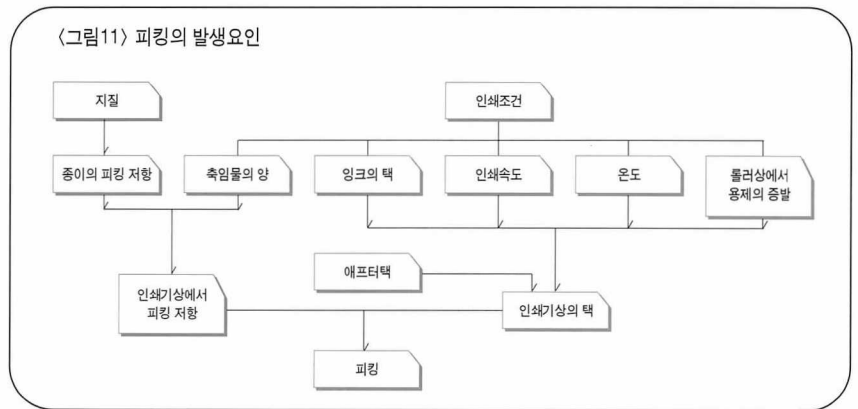 〈그림11〉 피킹의 발생요인
지질
인쇄조건
종이의 피킹 저항
축임물의 양
잉크의 택
인쇄속도
온도
롤러상에서
용제의 증발
애프터택
인쇄기상에서
피킹 저항
인쇄기상의 택
피킹